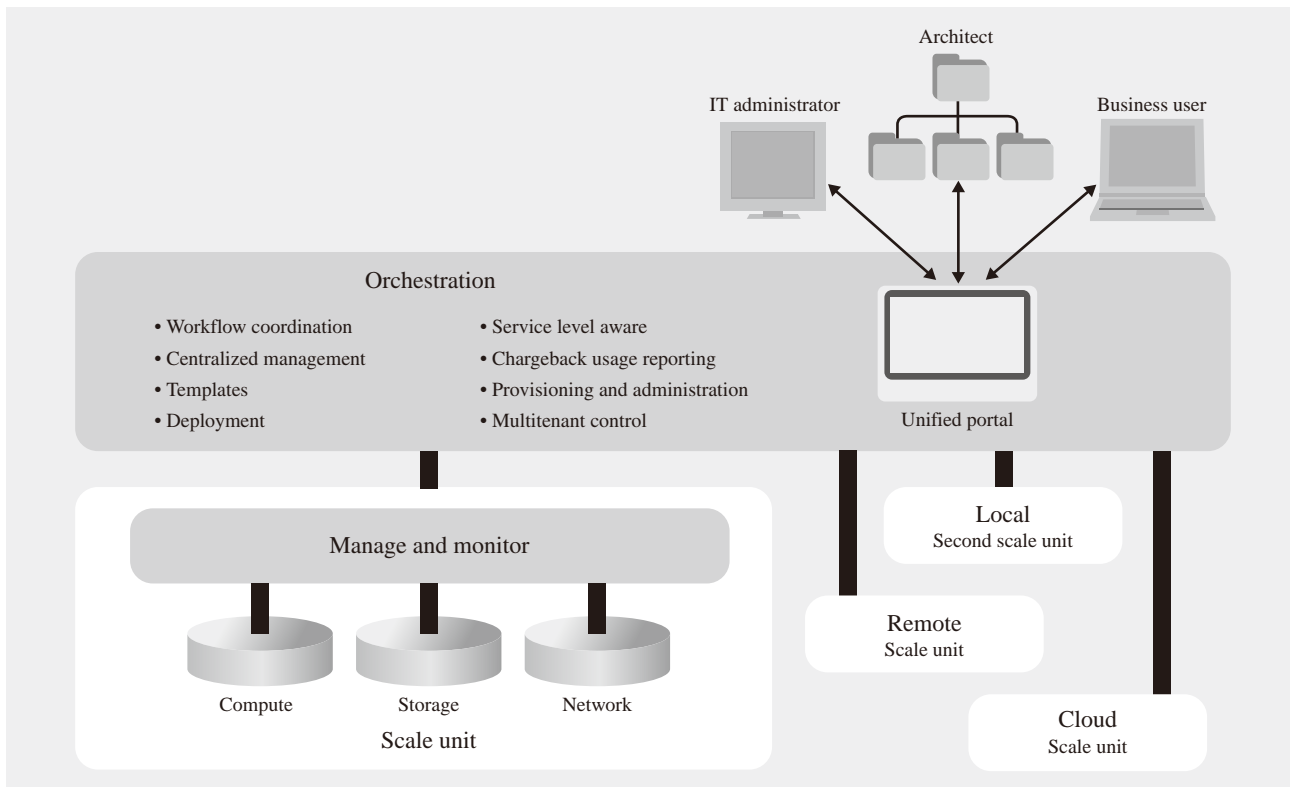 Architect
IT administrator
Business user
Orchestration
• Workflow coordination
• Centralized management
• Templates
• Deployment
• Service level aware
• Chargeback usage reporting
• Provisioning and administration
• Multitenant control
Unified portal
Manage and monitor
Compute
Storage
Network
Scale unit
Local
Second scale unit
Remote
Scale unit
Cloud
Scale unit